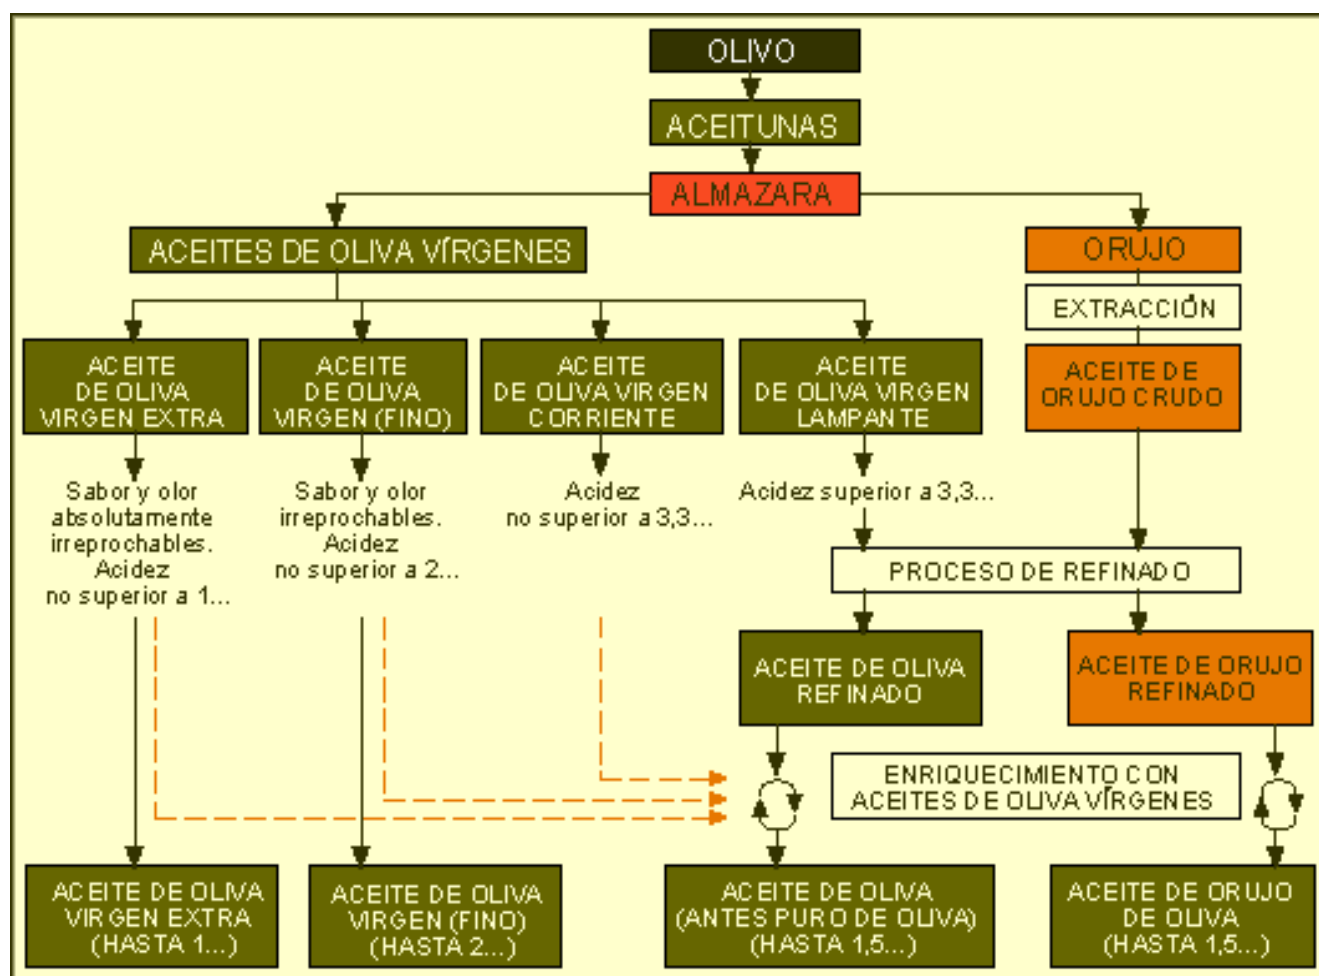 OLIVO
ACEITUNAS
ALMAZARA
ACEITES DE OLIVA VÍRGENES
ORUJO
EXTRACCIÓN
ACEITE
DE OLIVA
VIRGEN EXTRA
ACEITE
DE OLIVA
VIRGEN (FINO)
ACEITE
DE OLIVA VIRGEN
CORRIENTE
ACEITE
DE OLIVA VIRGEN
LAMPANTE
ACEITE DE
ORUJO CRUDO
Sabor y olor
absolutamente
irreprochables.
Acidez
no superior a 1...
Sabor y olor
irreprochables.
Acidez
no superior a 2...
Acidez
no superior a 3,3...
Acidez superior a 3,3...
PROCESO DE REFINADO
ACEITE DE OLIVA
REFINADO
ACEITE DE ORUJO
REFINADO
ENRIQUECIMIENTO CON
ACEITES DE OLIVA VÍRGENES
ACEITE DE OLIVA
VIRGEN EXTRA
(HASTA 1...)
ACEITE DE OLIVA
VIRGEN (FINO)
(HASTA 2...)
ACEITE DE OLIVA
(ANTES PURO DE OLIVA)
(HASTA 1,5...)
ACEITE DE ORUJO
DE OLIVA
(HASTA 1,5...)